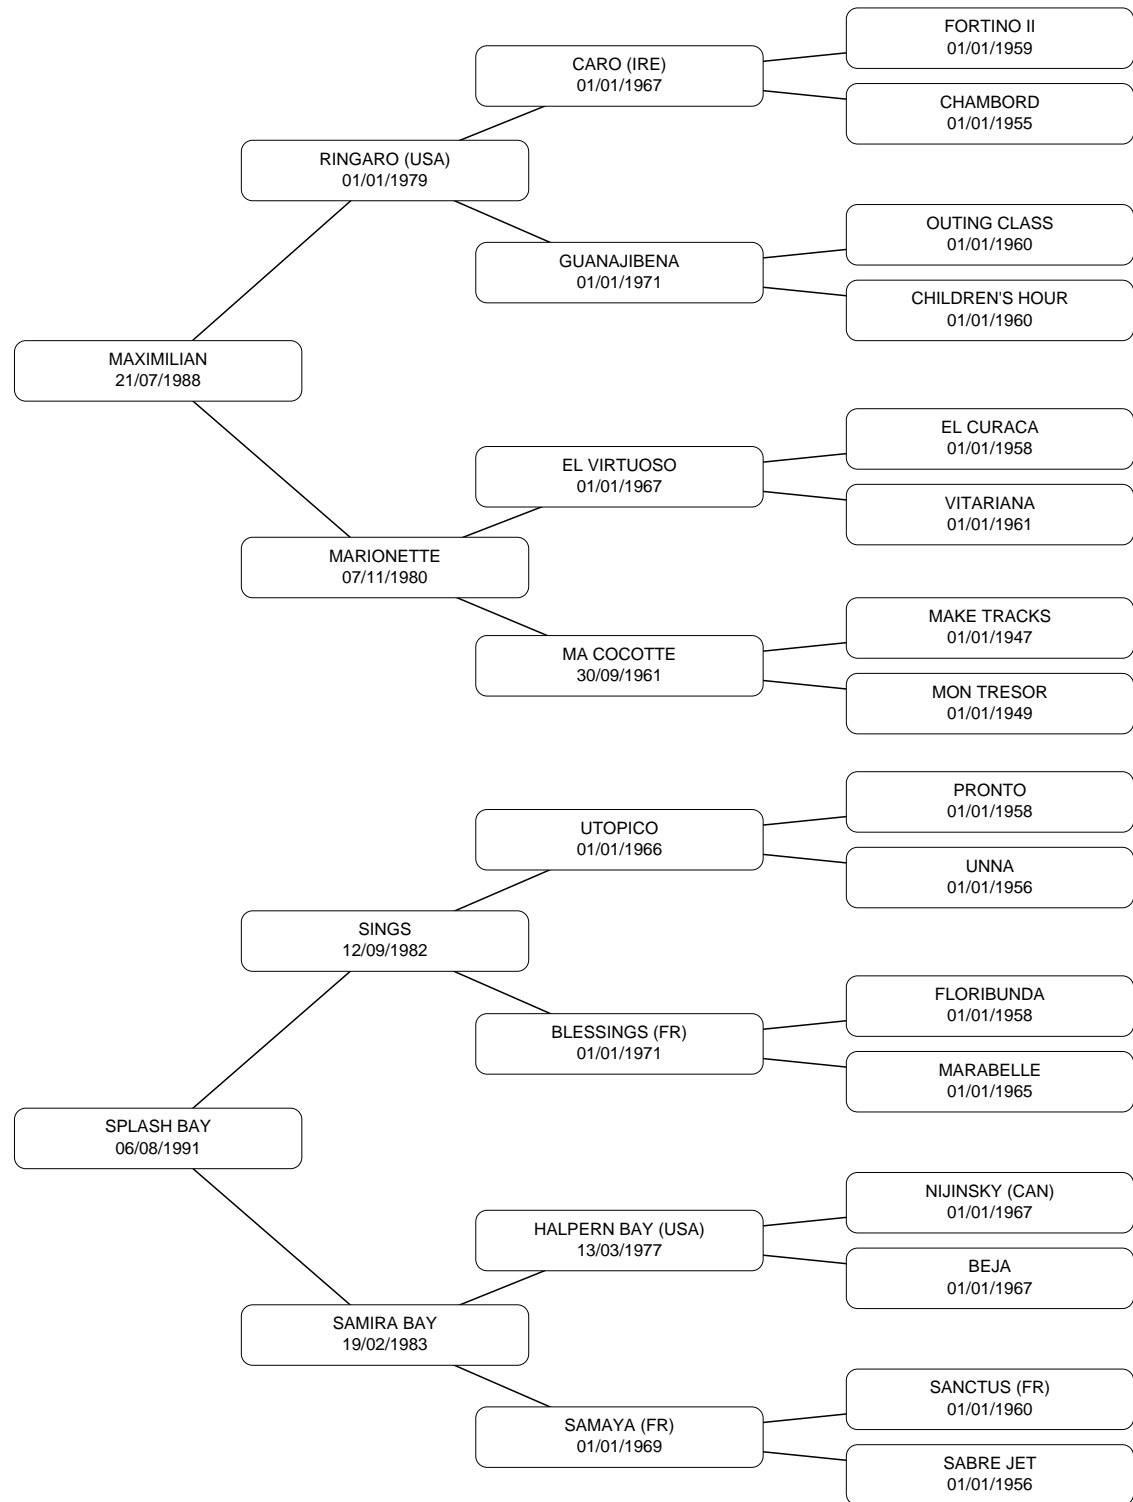 FORTINO II
01/01/1959
CARO (IRE)
01/01/1967
CHAMBORD
01/01/1955
RINGARO (USA)
01/01/1979
OUTING CLASS
01/01/1960
GUANAJIBENA
01/01/1971
CHILDREN'S HOUR
01/01/1960
MAXIMILIAN
21/07/1988
EL CURACA
01/01/1958
EL VIRTUOSO
01/01/1967
VITARIANA
01/01/1961
MARIONETTE
07/11/1980
MAKE TRACKS
01/01/1947
MA COCOTTE
30/09/1961
MON TRESOR
01/01/1949
PRONTO
01/01/1958
UTOPICO
01/01/1966
UNNA
01/01/1956
SINGS
12/09/1982
FLORIBUNDA
01/01/1958
BLESSINGS (FR)
01/01/1971
MARABELLE
01/01/1965
SPLASH BAY
06/08/1991
NIJINSKY (CAN)
01/01/1967
HALPERN BAY (USA)
13/03/1977
BEJA
01/01/1967
SAMIRA BAY
19/02/1983
SANCTUS (FR)
01/01/1960
SAMAYA (FR)
01/01/1969
SABRE JET
01/01/1956